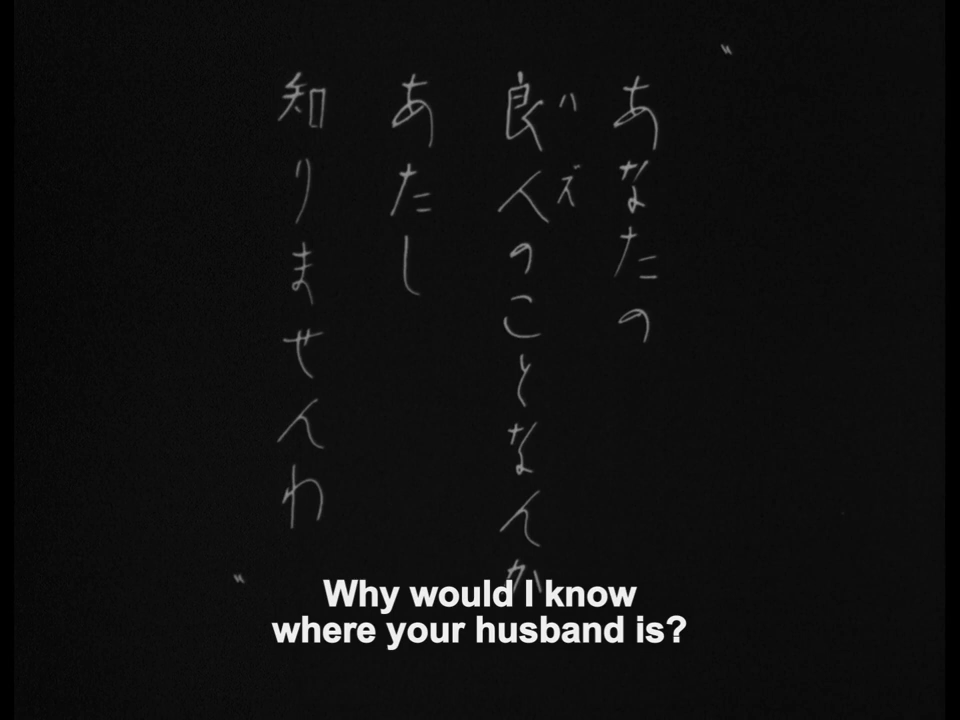 〝あなたの
良人のことなんか
ハズ
あたし
知りませんわ〟
Why would I know
where your husband is?